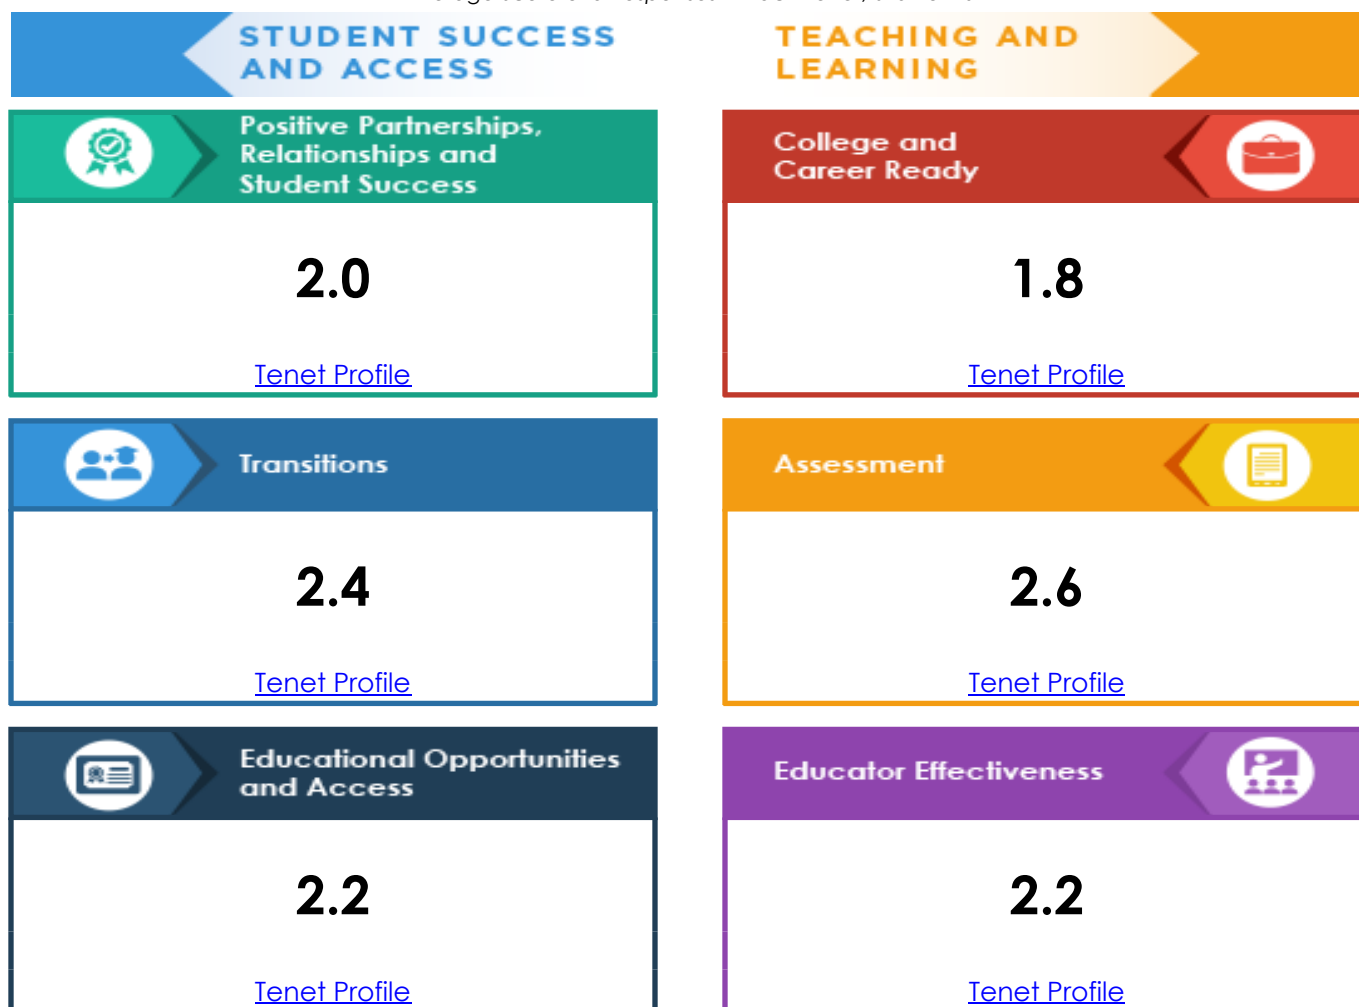 STUDENT SUCCESS
AND ACCESS
Positive Partnerships,
Relationships and
Student Success
2.0
Tenet Profile
Transitions
2.4
Tenet Profile
Educational Opportunities
and Access
2.2
Tenet Profile
TEACHING AND
LEARNING
College and
Career Ready
1.8
Tenet Profile
Assessment
2.6
Tenet Profile
Educator Effectiveness
2.2
Tenet Profile